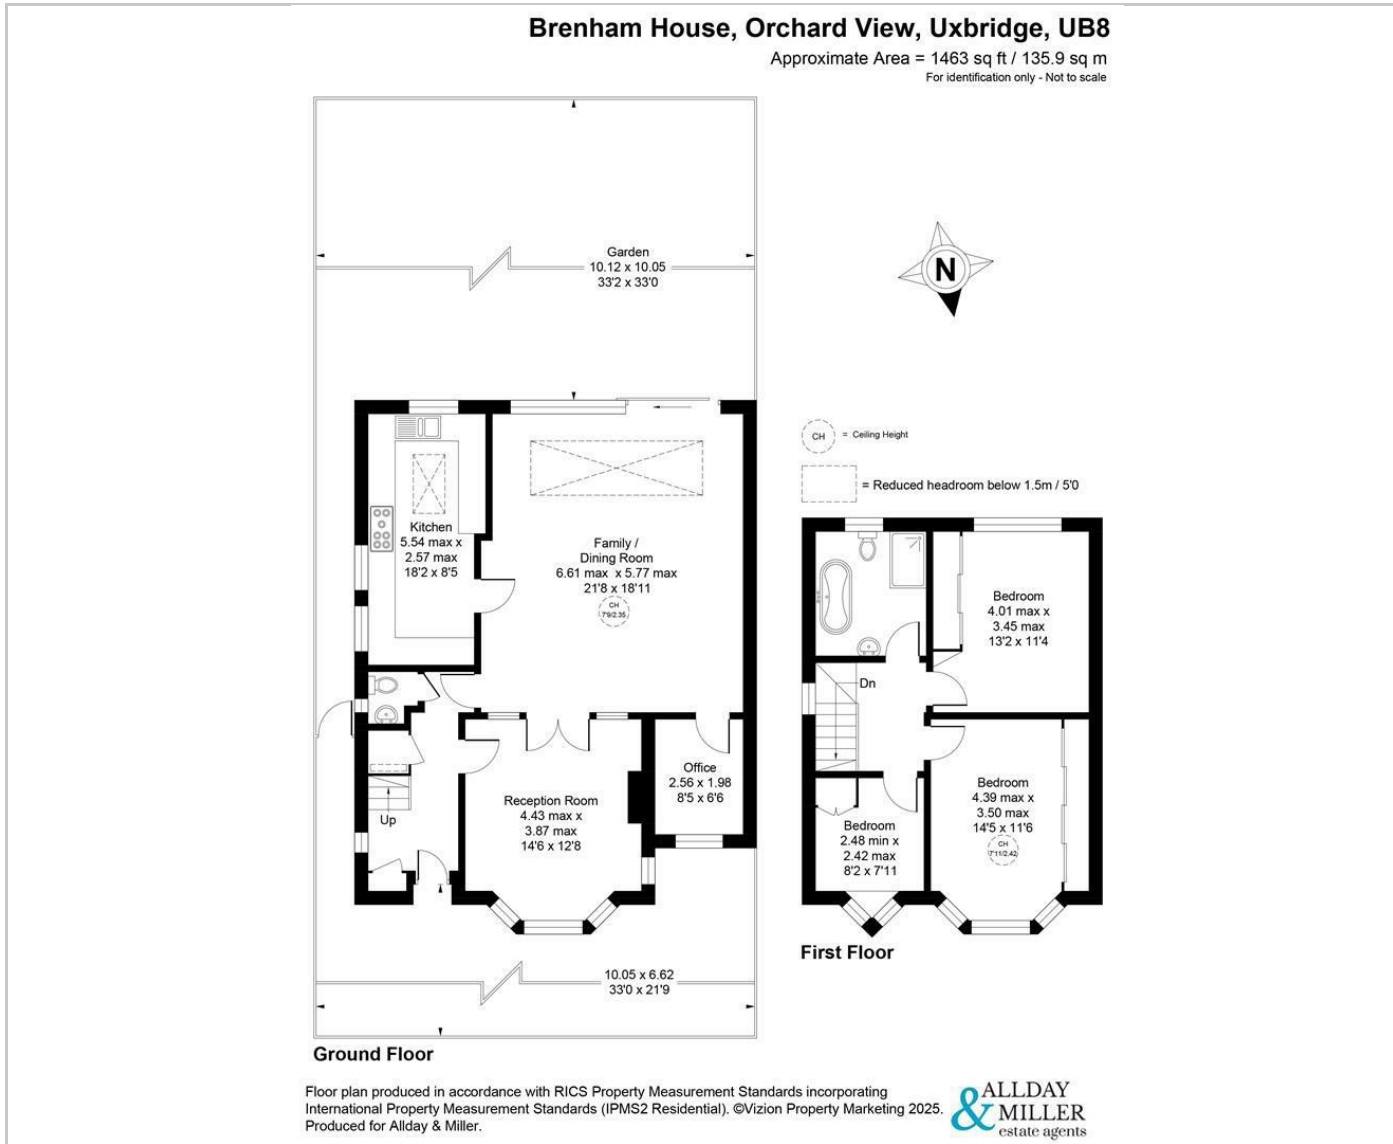 Brenham House, Orchard View, Uxbridge, UB8
Approximate Area = 1463 sq ft / 135.9 sq m
For identification only - Not to scale
Garden
10.12 x 10.05
33'2 x 33'0
N
CH = Ceiling Height
= Reduced headroom below 1.5m / 5'0
Kitchen
5.54 max x
2.57 max
18'2 x 8'5
Family /
Dining Room
6.61 max x 5.77 max
21'8 x 18'11
CH
7'9/2.35
Office
2.56 x 1.98
8'5 x 6'6
Reception Room
4.43 max x
3.87 max
14'6 x 12'8
Up
10.05 x 6.62
33'0 x 21'9
Ground Floor
Bedroom
4.01 max x
3.45 max
13'2 x 11'4
Dn
Bedroom
4.39 max x
3.50 max
14'5 x 11'6
CH
7'11/2.42
Bedroom
2.48 min x
2.42 max
8'2 x 7'11
First Floor
Floor plan produced in accordance with RICS Property Measurement Standards incorporating
International Property Measurement Standards (IPMS2 Residential). ©Vizion Property Marketing 2025.
Produced for Allday & Miller.
ALLDAY
& MILLER
estate agents